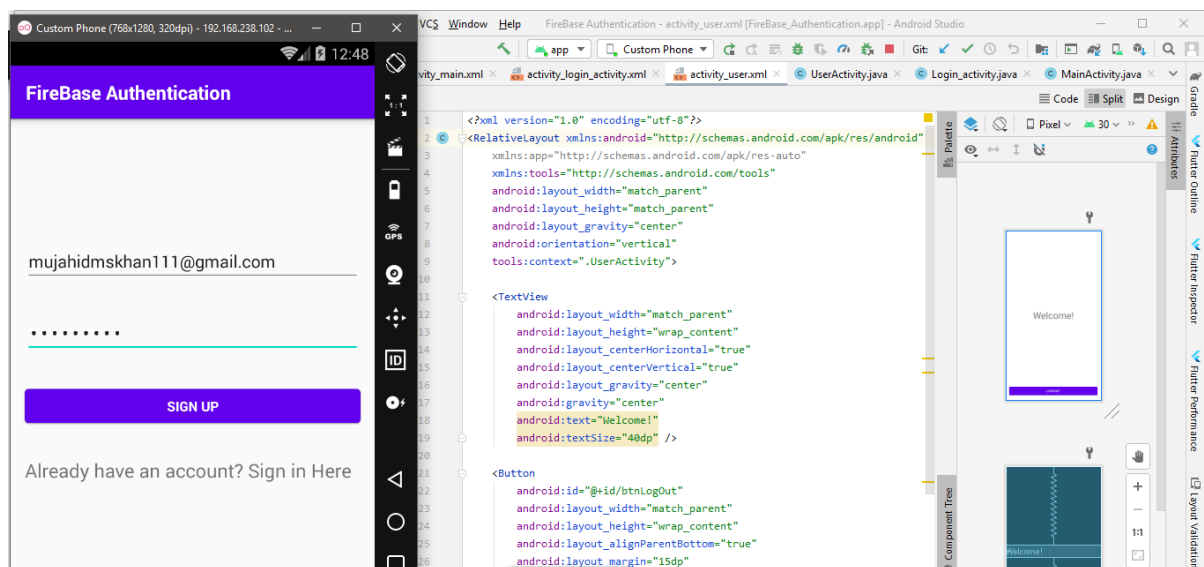 Custom Phone (768x1280, 320dpi) - 192.168.238.102 - ...
12:48
FireBase Authentication
mujahidmskhan111@gmail.com
SIGN UP
Already have an account? Sign in Here
1:1
GPS
ID
VCS Window Help FireBase Authentication - activity_user.xml [FireBase_Authentication.app] - Android Studio
app Custom Phone Git:
vity_main.xml activity_login_activity.xml activity_user.xml UserActivity.java Login_activity.java MainActivity.java
Code Split Design
1 <?xml version="1.0" encoding="utf-8"?>
2 <RelativeLayout xmlns:android="http://schemas.android.com/apk/res/android"
3 xmlns:app="http://schemas.android.com/apk/res-auto"
4 xmlns:tools="http://schemas.android.com/tools"
5 android:layout_width="match_parent"
6 android:layout_height="match_parent"
7 android:layout_gravity="center"
8 android:orientation="vertical"
9 tools:context=".UserActivity">
10
11 <TextView
12 android:layout_width="match_parent"
13 android:layout_height="wrap_content"
14 android:layout_centerHorizontal="true"
15 android:layout_centerVertical="true"
16 android:layout_gravity="center"
17 android:gravity="center"
18 android:text="Welcome!"
19 android:textSize="40dp" />
20
21 <Button
22 android:id="@+id/btnLogOut"
23 android:layout_width="match_parent"
24 android:layout_height="wrap_content"
25 android:layout_alignParentBottom="true"
26 android:layout_margin="15dp"
Palette
Component Tree
Pixel 30
Welcome!
LOGOUT
Welcome!
1:1
Attributes
Gradle
Flutter Outline
Flutter Inspector
Flutter Performance
Layout Validation